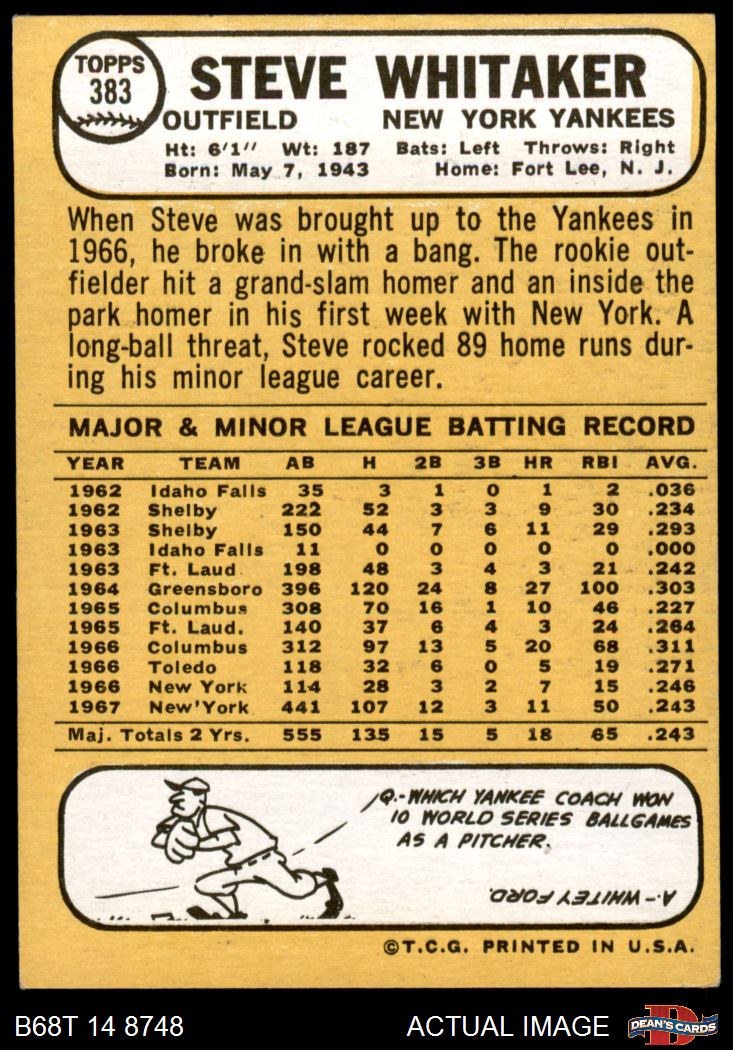 TOPPS
383
STEVE WHITAKER
OUTFIELD NEW YORK YANKEES
Ht: 6'1" Wt: 187 Bats: Left Throws: Right
Born: May 7, 1943 Home: Fort Lee, N. J.
When Steve was brought up to the Yankees in
1966, he broke in with a bang. The rookie out-
fielder hit a grand-slam homer and an inside the
park homer in his first week with New York. A
long-ball threat, Steve rocked 89 home runs dur-
ing his minor league career.
MAJOR & MINOR LEAGUE BATTING RECORD
YEAR TEAM AB H 2B 3B HR RBI AVG.
1962 Idaho Falls 35 3 1 0 1 2 .036
1962 Shelby 222 52 3 3 9 30 .234
1963 Shelby 150 44 7 6 11 29 .293
1963 Idaho Falls 11 0 0 0 0 0 .000
1963 Ft. Laud. 198 48 3 4 3 21 .242
1964 Greensboro 396 120 24 8 27 100 .303
1965 Columbus 308 70 16 1 10 46 .227
1965 Ft. Laud. 140 37 6 4 3 24 .264
1966 Columbus 312 97 13 5 20 68 .311
1966 Toledo 118 32 6 0 5 19 .271
1966 New York 114 28 3 2 7 15 .246
1967 New York 441 107 12 3 11 50 .243
Maj. Totals 2 Yrs. 555 135 15 5 18 65 .243
Q.-WHICH YANKEE COACH WON
10 WORLD SERIES BALLGAMES
AS A PITCHER.
A.-WHITEY FORD.
©T.C.G. PRINTED IN U.S.A.
B68T 14 8748 ACTUAL IMAGE D DEAN'S CARDS